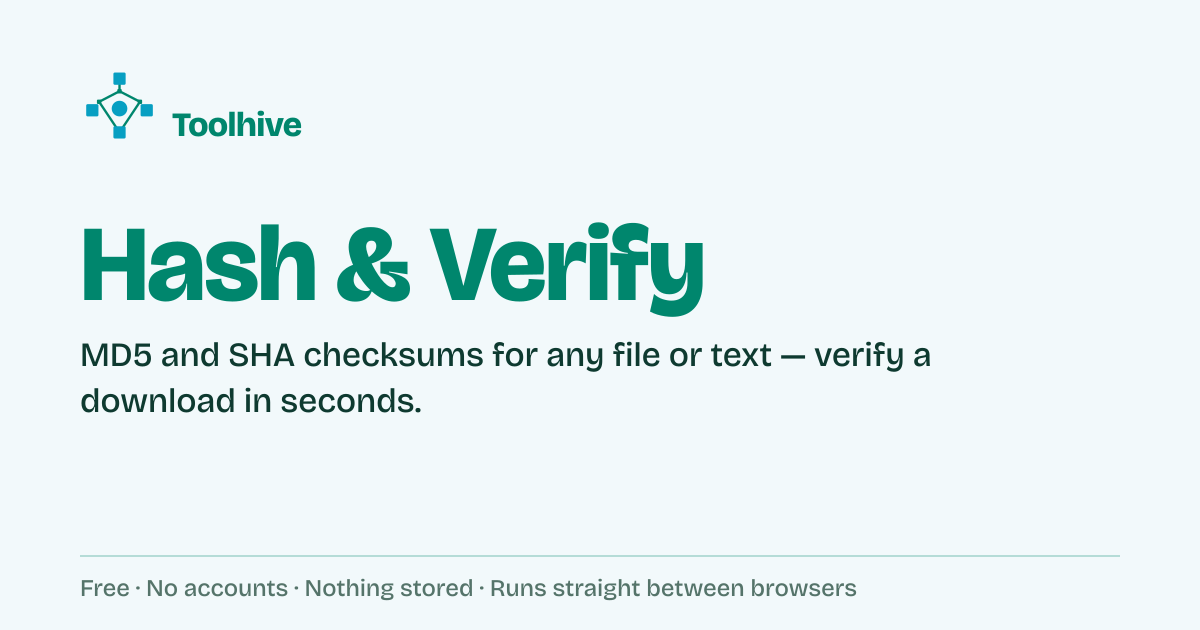 Toolhive
Hash & Verify
MD5 and SHA checksums for any file or text — verify a
download in seconds.
Free · No accounts · Nothing stored · Runs straight between browsers